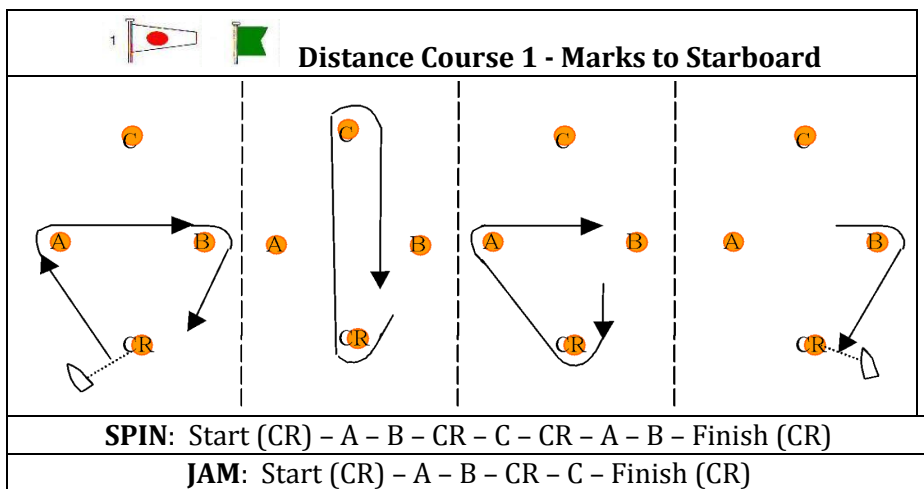 1 Distance Course 1 - Marks to Starboard
C C C C
A B A B A B A B
CR CR CR CR
SPIN: Start (CR) – A – B – CR – C – CR – A – B – Finish (CR)
JAM: Start (CR) – A – B – CR – C – Finish (CR)